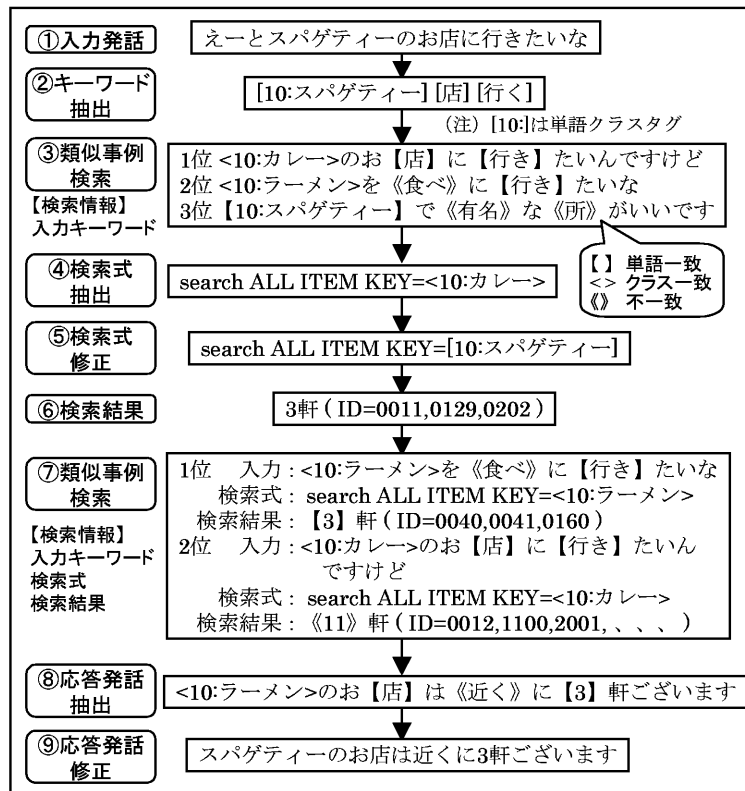 ①入力発話
えーとスパゲティーのお店に行きたいな
②キーワード
抽出
[10:スパゲティー] [店] [行く]
（注）[10:]は単語クラスタグ
③類似事例
検索
【検索情報】
入力キーワード
1位 <10:カレー>のお【店】に【行き】たいんですけど
2位 <10:ラーメン>を《食べ》に【行き】たいな
3位【10:スパゲティー】で《有名》な《所》がいいです
【 】 単語一致
< > クラス一致
《》 不一致
④検索式
抽出
search ALL ITEM KEY=<10:カレー>
⑤検索式
修正
search ALL ITEM KEY=[10:スパゲティー]
⑥検索結果
3軒 ( ID=0011,0129,0202 )
⑦類似事例
検索
【検索情報】
入力キーワード
検索式
検索結果
1位 入力 : <10:ラーメン>を《食べ》に【行き】たいな
検索式 : search ALL ITEM KEY=<10:ラーメン>
検索結果 : 【3】軒 ( ID=0040,0041,0160 )
2位 入力 : <10:カレー>のお【店】に【行き】たいん
ですけど
検索式 : search ALL ITEM KEY=<10:カレー>
検索結果 : 《11》軒 ( ID=0012,1100,2001, 、、、 )
⑧応答発話
抽出
<10:ラーメン>のお【店】は《近く》に【3】軒ございます
⑨応答発話
修正
スパゲティーのお店は近くに3軒ございます